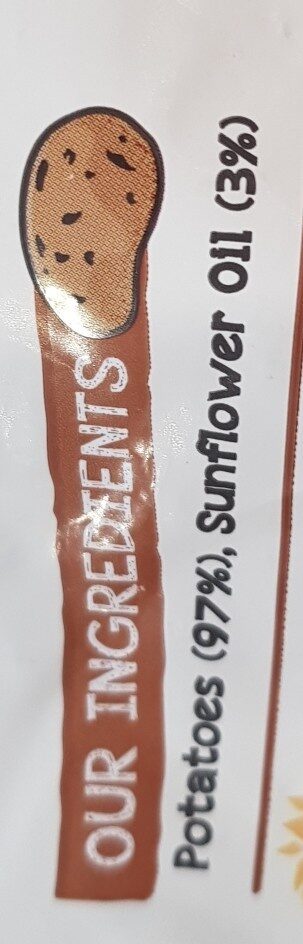 OUR INGREDIENTS
Potatoes (97%), Sunflower Oil (3%)